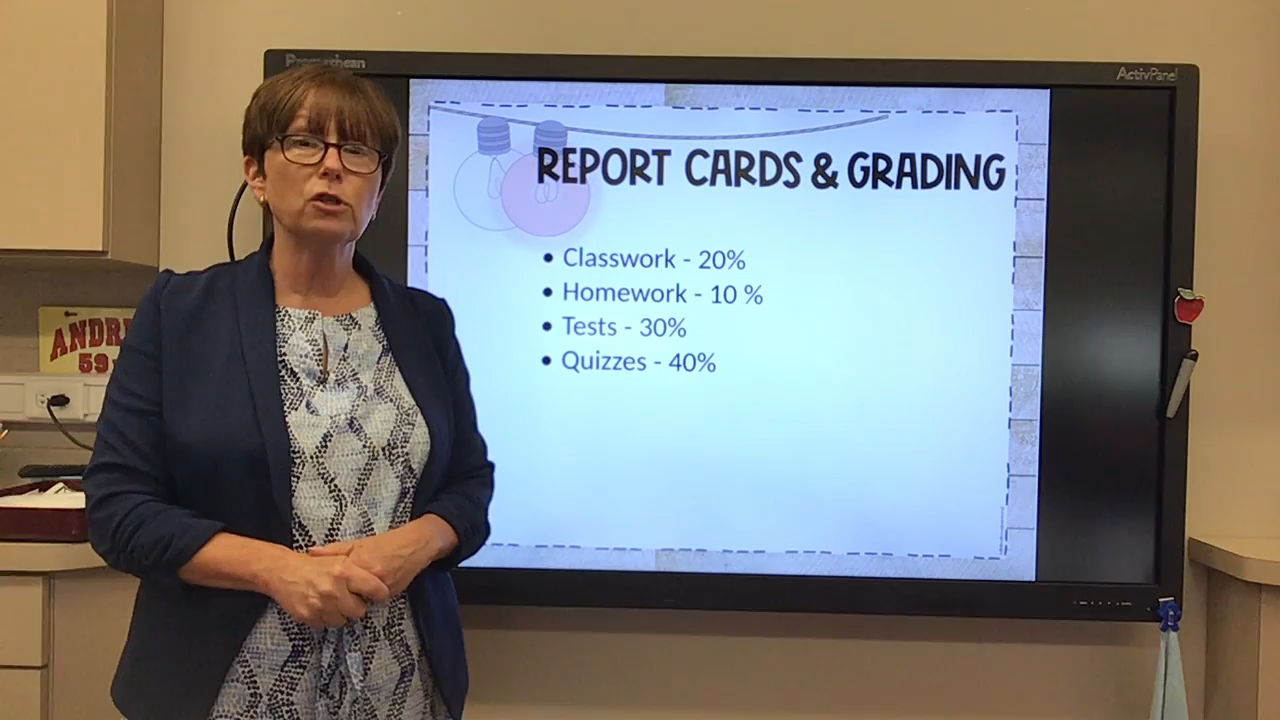 Promethean
ActivPanel
REPORT CARDS & GRADING
• Classwork - 20%
• Homework - 10 %
• Tests - 30%
• Quizzes - 40%
ANDR
59